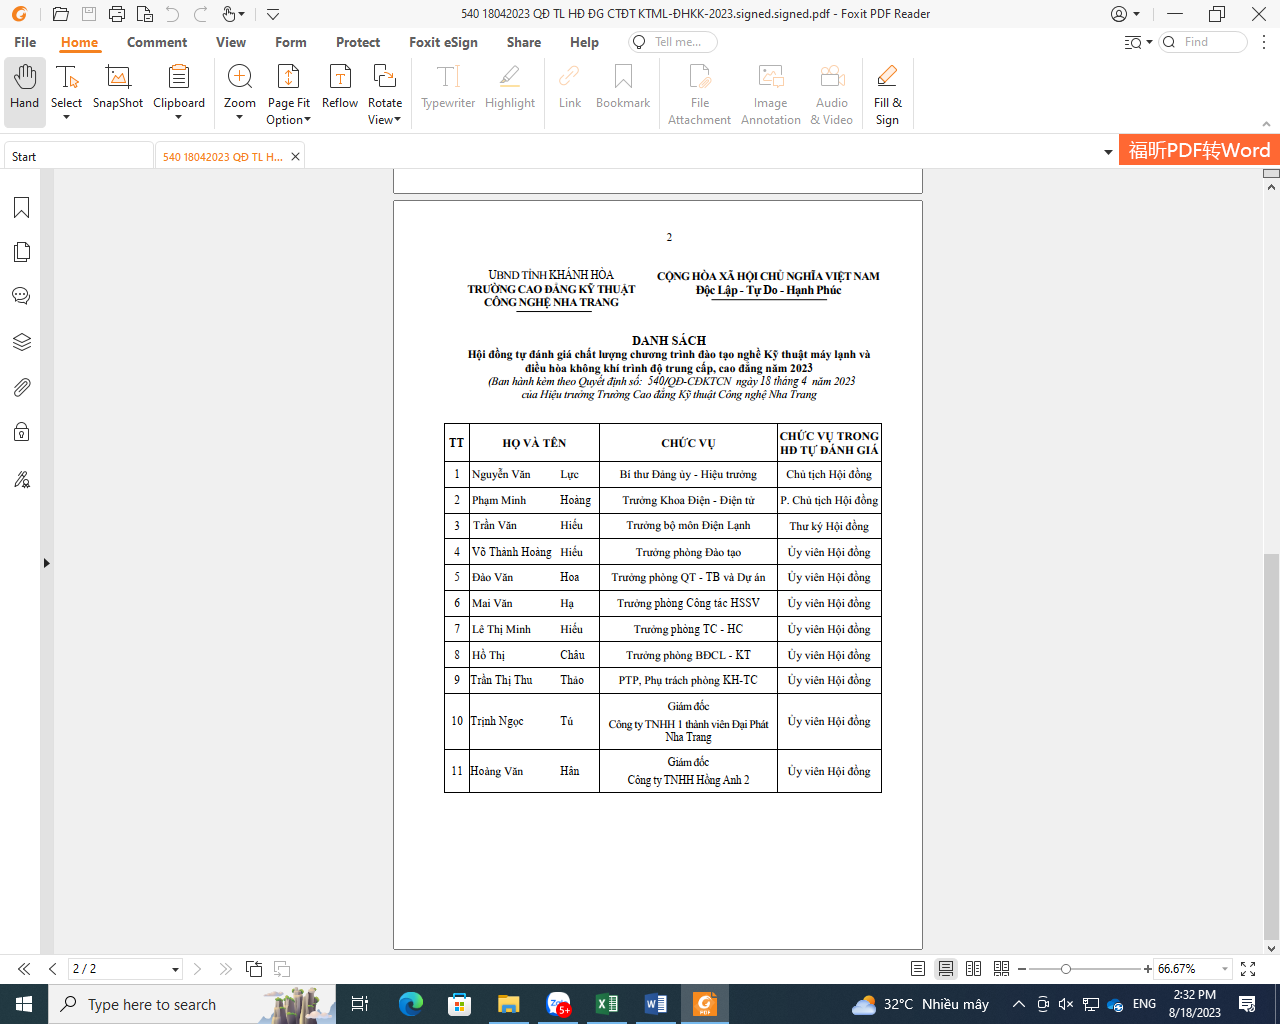 540 18042023 QĐ TL HĐ ĐG CTĐT KTML-ĐHKK-2023.signed.signed.pdf - Foxit PDF Reader
File Home Comment View Form Protect Foxit eSign Share Help Tell me... Find
Hand Select SnapShot Clipboard Zoom Page Fit Option Reflow Rotate View Typewriter Highlight Link Bookmark File Attachment Image Annotation Audio & Video Fill & Sign
Start 540 18042023 QĐ TL H... 福昕PDF转Word
2
UBND TỈNH KHÁNH HÒA
TRƯỜNG CAO ĐẲNG KỸ THUẬT
CÔNG NGHỆ NHA TRANG
CỘNG HÒA XÃ HỘI CHỦ NGHĨA VIỆT NAM
Độc Lập - Tự Do - Hạnh Phúc
DANH SÁCH
Hội đồng tự đánh giá chất lượng chương trình đào tạo nghề Kỹ thuật máy lạnh và
điều hòa không khí trình độ trung cấp, cao đẳng năm 2023
(Ban hành kèm theo Quyết định số: 540/QĐ-CĐKTCN ngày 18 tháng 4 năm 2023
của Hiệu trưởng Trường Cao đẳng Kỹ thuật Công nghệ Nha Trang
TT HỌ VÀ TÊN CHỨC VỤ CHỨC VỤ TRONG HĐ TỰ ĐÁNH GIÁ
1 Nguyễn Văn Lực Bí thư Đảng ủy - Hiệu trưởng Chủ tịch Hội đồng
2 Phạm Minh Hoàng Trưởng Khoa Điện - Điện tử P. Chủ tịch Hội đồng
3 Trần Văn Hiếu Trưởng bộ môn Điện Lạnh Thư ký Hội đồng
4 Võ Thành Hoàng Hiếu Trưởng phòng Đào tạo Ủy viên Hội đồng
5 Đào Văn Hoa Trưởng phòng QT - TB và Dự án Ủy viên Hội đồng
6 Mai Văn Hạ Trưởng phòng Công tác HSSV Ủy viên Hội đồng
7 Lê Thị Minh Hiếu Trưởng phòng TC - HC Ủy viên Hội đồng
8 Hồ Thị Châu Trưởng phòng BĐCL - KT Ủy viên Hội đồng
9 Trần Thị Thu Thảo PTP, Phụ trách phòng KH-TC Ủy viên Hội đồng
10 Trịnh Ngọc Tú Giám đốc
Công ty TNHH 1 thành viên Đại Phát
Nha Trang Ủy viên Hội đồng
11 Hoàng Văn Hân Giám đốc
Công ty TNHH Hồng Anh 2 Ủy viên Hội đồng
2 / 2 66.67%
Type here to search 5+ 32°C Nhiều mây ENG 2:32 PM
8/18/2023